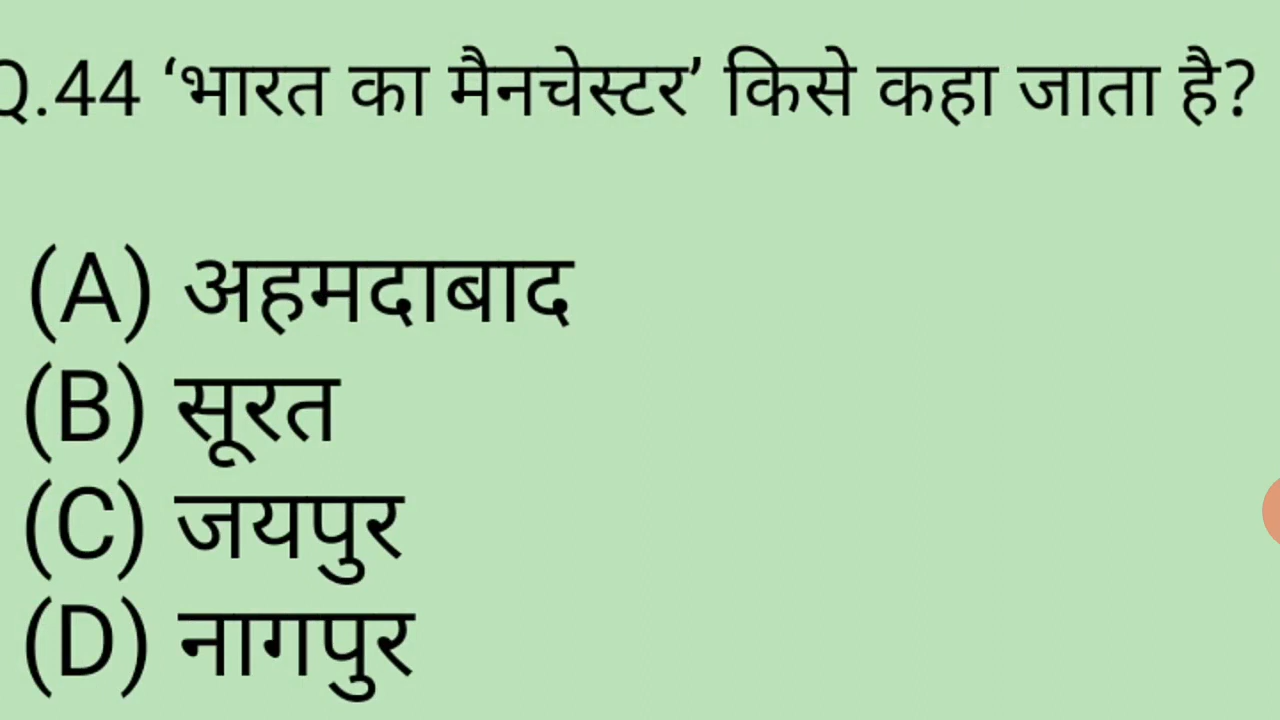 Q.44 ‘भारत का मैनचेस्टर’ किसे कहा जाता है?
(A) अहमदाबाद
(B) सूरत
(C) जयपुर
(D) नागपुर